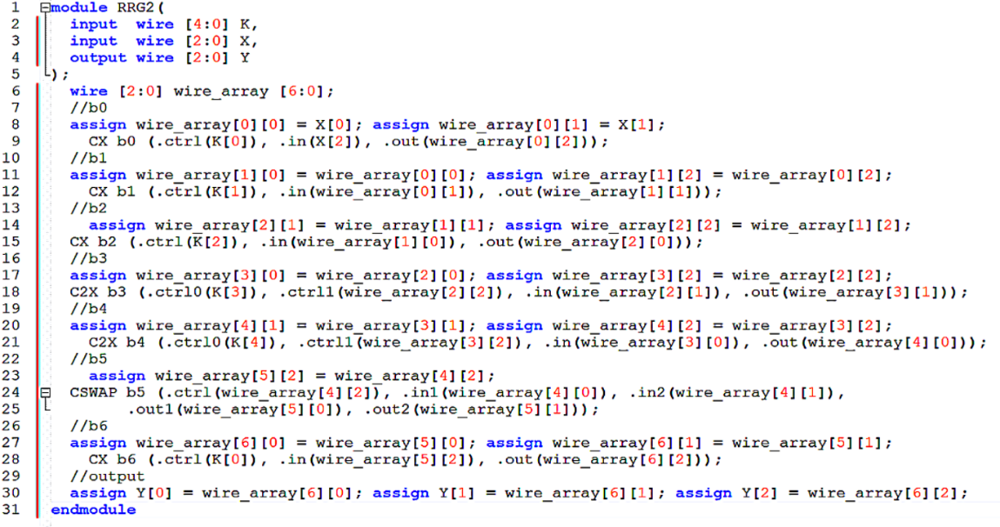 1 module RRG2(
2 input wire [4:0] K,
3 input wire [2:0] X,
4 output wire [2:0] Y
5 );
6 wire [2:0] wire_array [6:0];
7 //b0
8 assign wire_array[0][0] = X[0]; assign wire_array[0][1] = X[1];
9 CX b0 (.ctrl(K[0]), .in(X[2]), .out(wire_array[0][2]));
10 //b1
11 assign wire_array[1][0] = wire_array[0][0]; assign wire_array[1][2] = wire_array[0][2];
12 CX b1 (.ctrl(K[1]), .in(wire_array[0][1]), .out(wire_array[1][1]));
13 //b2
14 assign wire_array[2][1] = wire_array[1][1]; assign wire_array[2][2] = wire_array[1][2];
15 CX b2 (.ctrl(K[2]), .in(wire_array[1][0]), .out(wire_array[2][0]));
16 //b3
17 assign wire_array[3][0] = wire_array[2][0]; assign wire_array[3][2] = wire_array[2][2];
18 C2X b3 (.ctrl0(K[3]), .ctrl1(wire_array[2][2]), .in(wire_array[2][1]), .out(wire_array[3][1]));
19 //b4
20 assign wire_array[4][1] = wire_array[3][1]; assign wire_array[4][2] = wire_array[3][2];
21 C2X b4 (.ctrl0(K[4]), .ctrl1(wire_array[3][2]), .in(wire_array[3][0]), .out(wire_array[4][0]));
22 //b5
23 assign wire_array[5][2] = wire_array[4][2];
24 CSWAP b5 (.ctrl(wire_array[4][2]), .in1(wire_array[4][0]), .in2(wire_array[4][1]),
25 .out1(wire_array[5][0]), .out2(wire_array[5][1]));
26 //b6
27 assign wire_array[6][0] = wire_array[5][0]; assign wire_array[6][1] = wire_array[5][1];
28 CX b6 (.ctrl(K[0]), .in(wire_array[5][2]), .out(wire_array[6][2]));
29 //output
30 assign Y[0] = wire_array[6][0]; assign Y[1] = wire_array[6][1]; assign Y[2] = wire_array[6][2];
31 endmodule